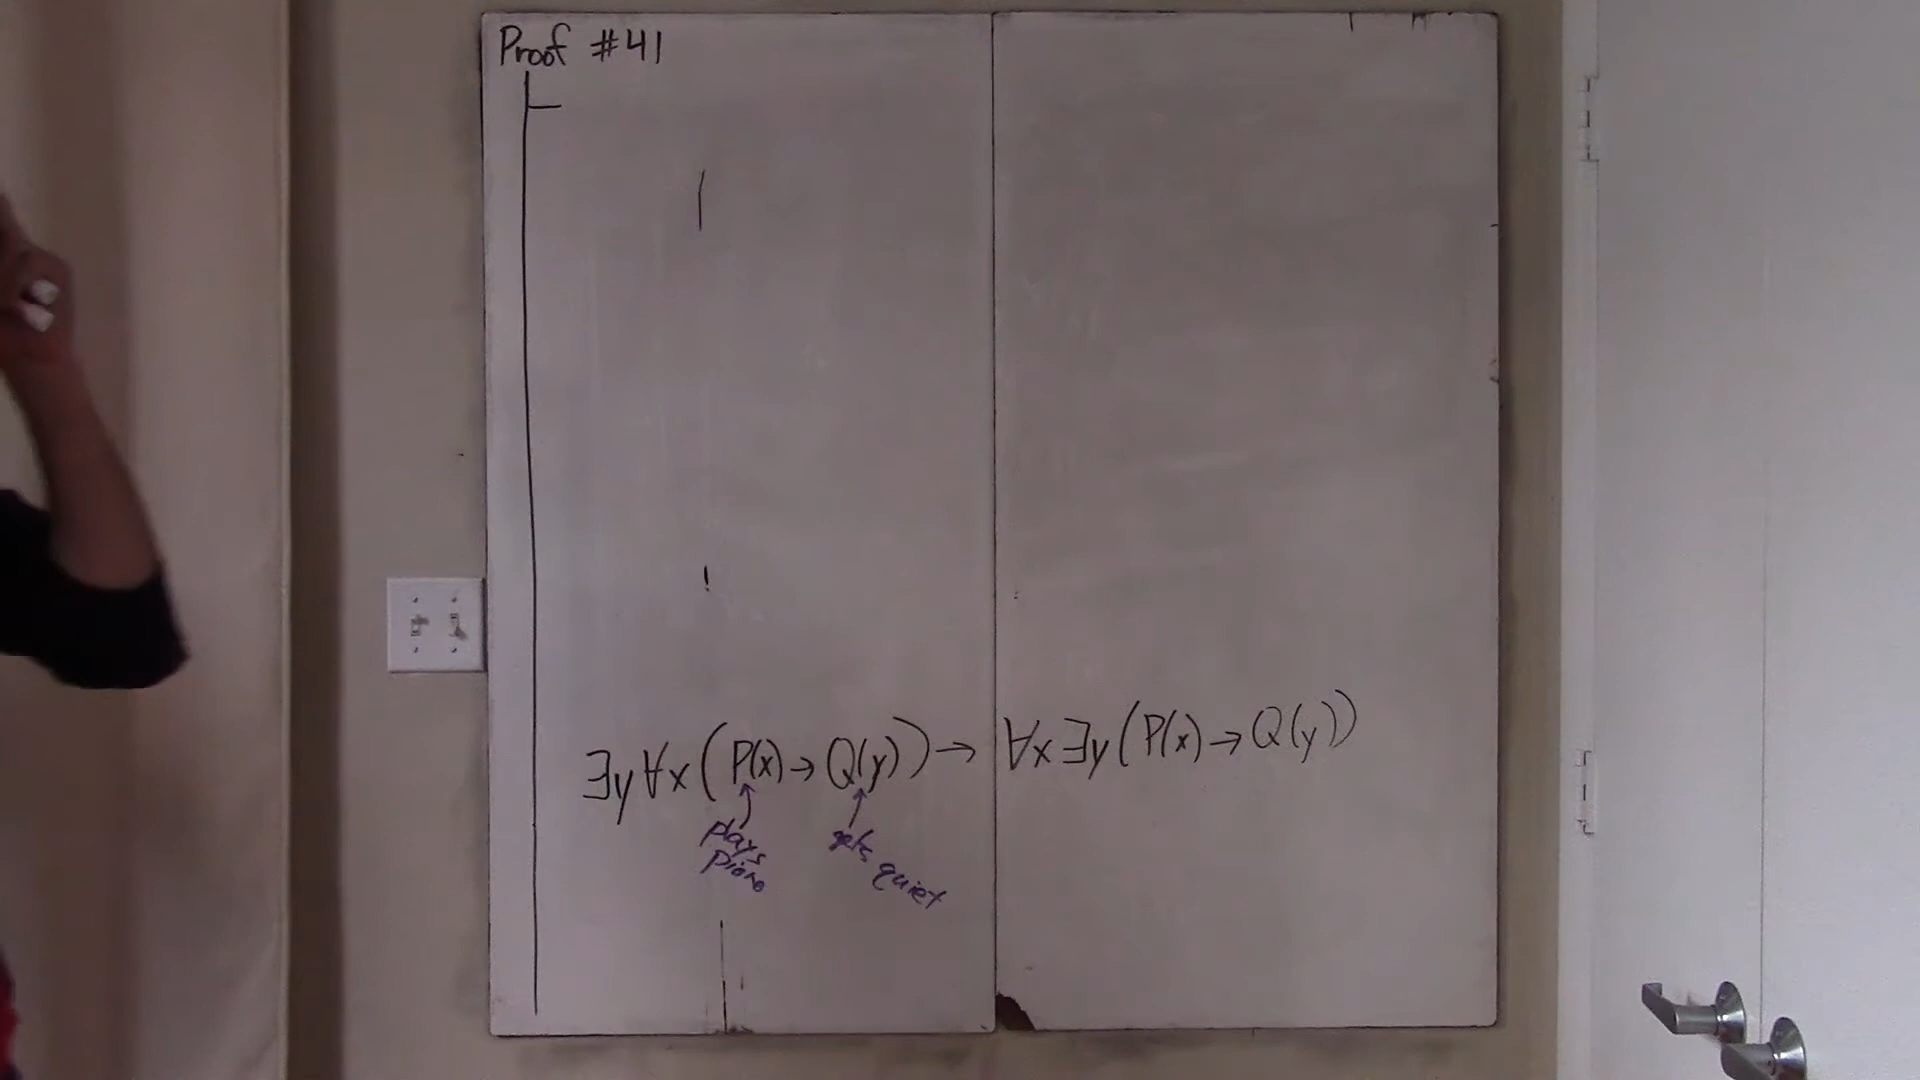 Proof #41
∃y∀x(P(x)→Q(y))→∀x∃y(P(x)→Q(y))
plays piano
gets quiet